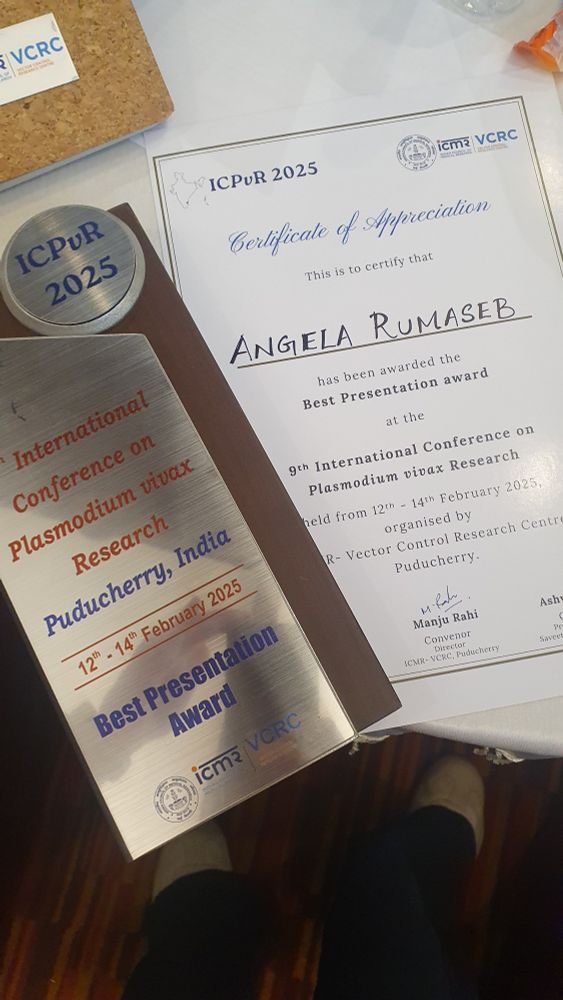 VCRC
ICPvR
2025
International
Conference on
Plasmodium vivax
Research
Puducherry, India
12th - 14th February 2025
Best Presentation
Award
icmr VCRC
ICPvR 2025
icmr VCRC
Certificate of Appreciation
This is to certify that
ANGELA RUMASEB
has been awarded the
Best Presentation award
at the
9th International Conference on
Plasmodium vivax Research
held from 12th - 14th February 2025,
organised by
R- Vector Control Research Centre
Puducherry.
Manju Rahi
Convenor
Director
ICMR- VCRC, Puducherry
Ashw
Saveet